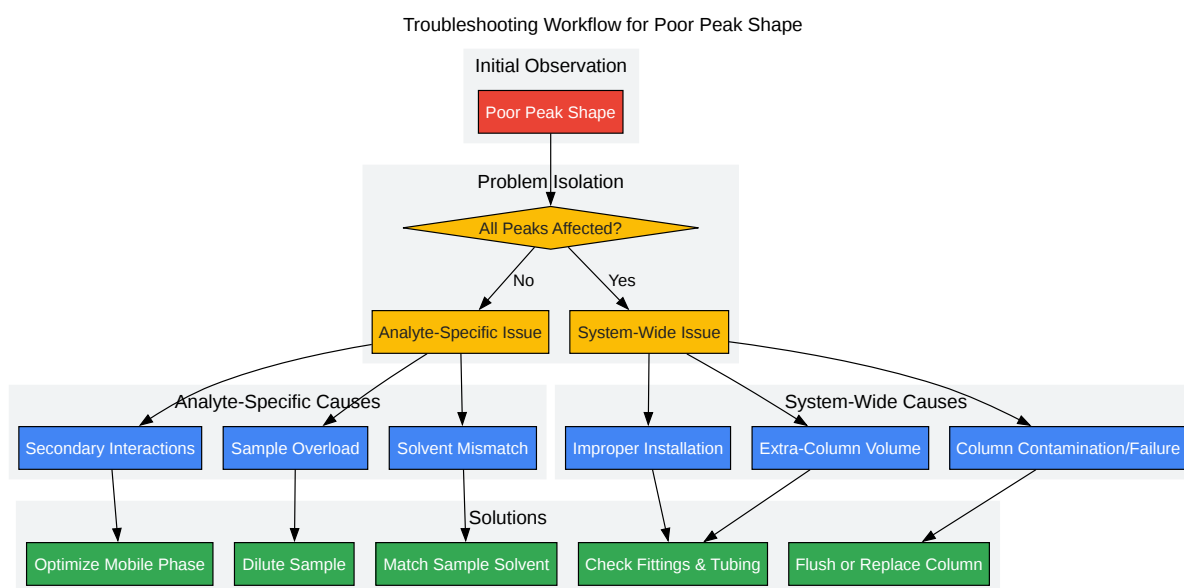 Troubleshooting Workflow for Poor Peak Shape
Initial Observation
Poor Peak Shape
Problem Isolation
All Peaks Affected?
No
Yes
Analyte-Specific Issue
System-Wide Issue
Analyte-Specific Causes
System-Wide Causes
Secondary Interactions
Sample Overload
Solvent Mismatch
Improper Installation
Extra-Column Volume
Column Contamination/Failure
Solutions
Optimize Mobile Phase
Dilute Sample
Match Sample Solvent
Check Fittings & Tubing
Flush or Replace Column